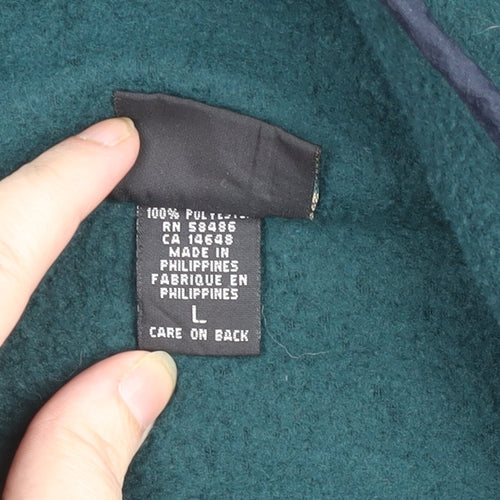 100% POLYESTER
RN 58486
CA 14648
MADE IN
PHILIPPINES
FABRIQUE EN
PHILIPPINES
L
CARE ON BACK